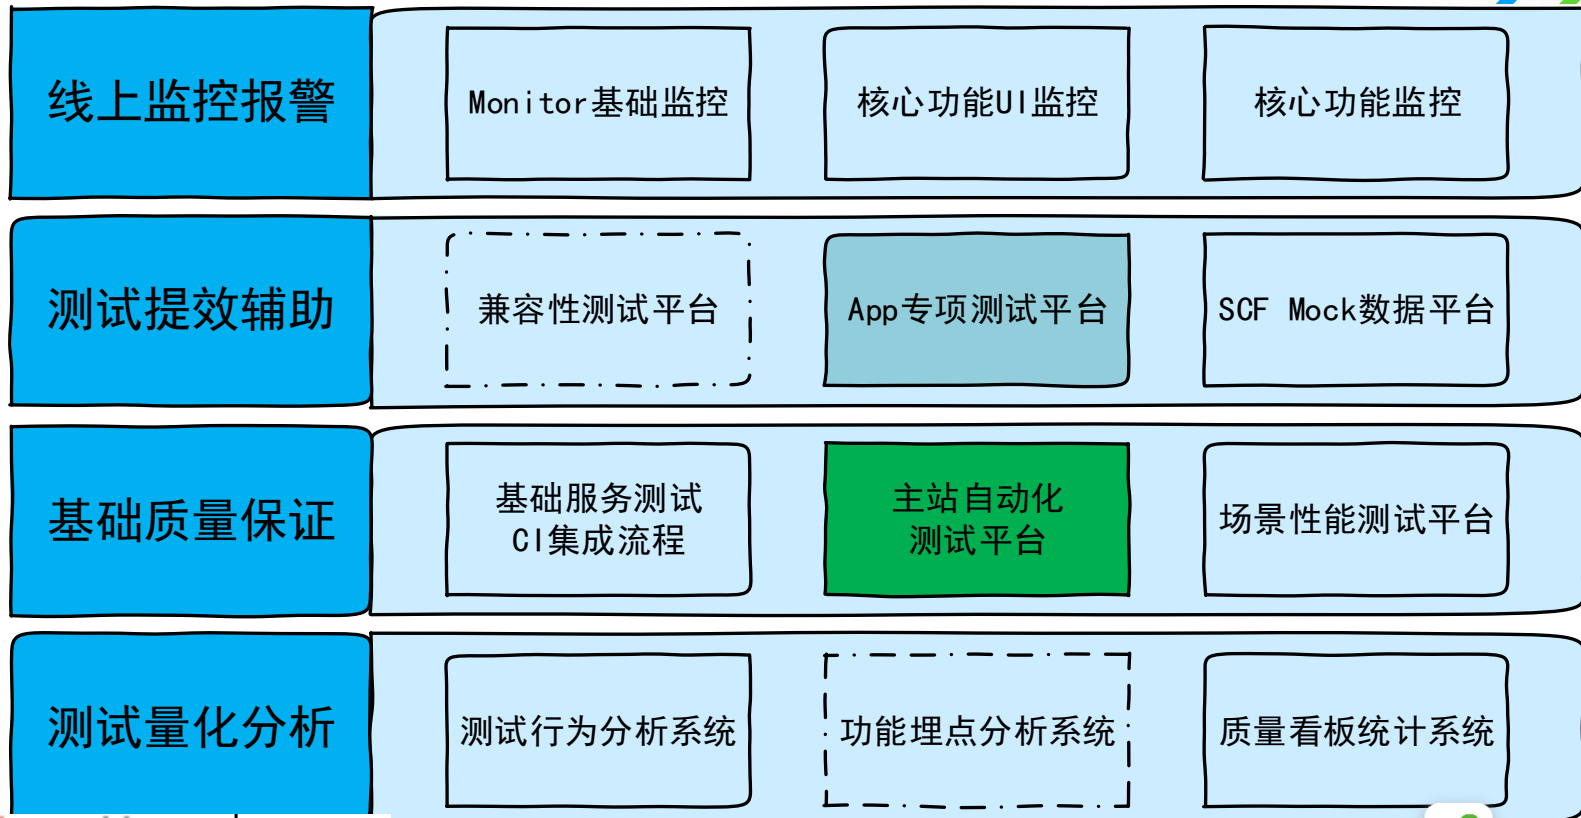 线上监控报警
Monitor基础监控
核心功能UI监控
核心功能监控
测试提效辅助
兼容性测试平台
App专项测试平台
SCF Mock数据平台
基础质量保证
基础服务测试
CI集成流程
主站自动化
测试平台
场景性能测试平台
测试量化分析
测试行为分析系统
功能埋点分析系统
质量看板统计系统